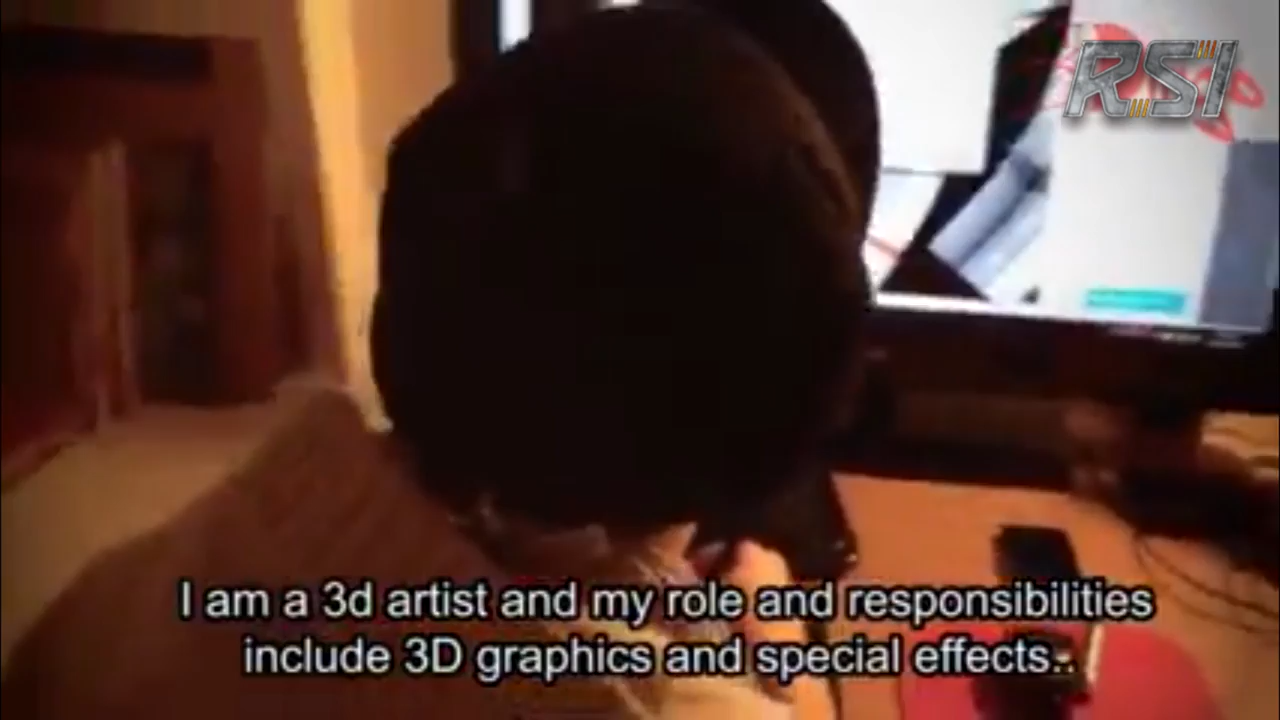 RSI
I am a 3d artist and my role and responsibilities
include 3D graphics and special effects..